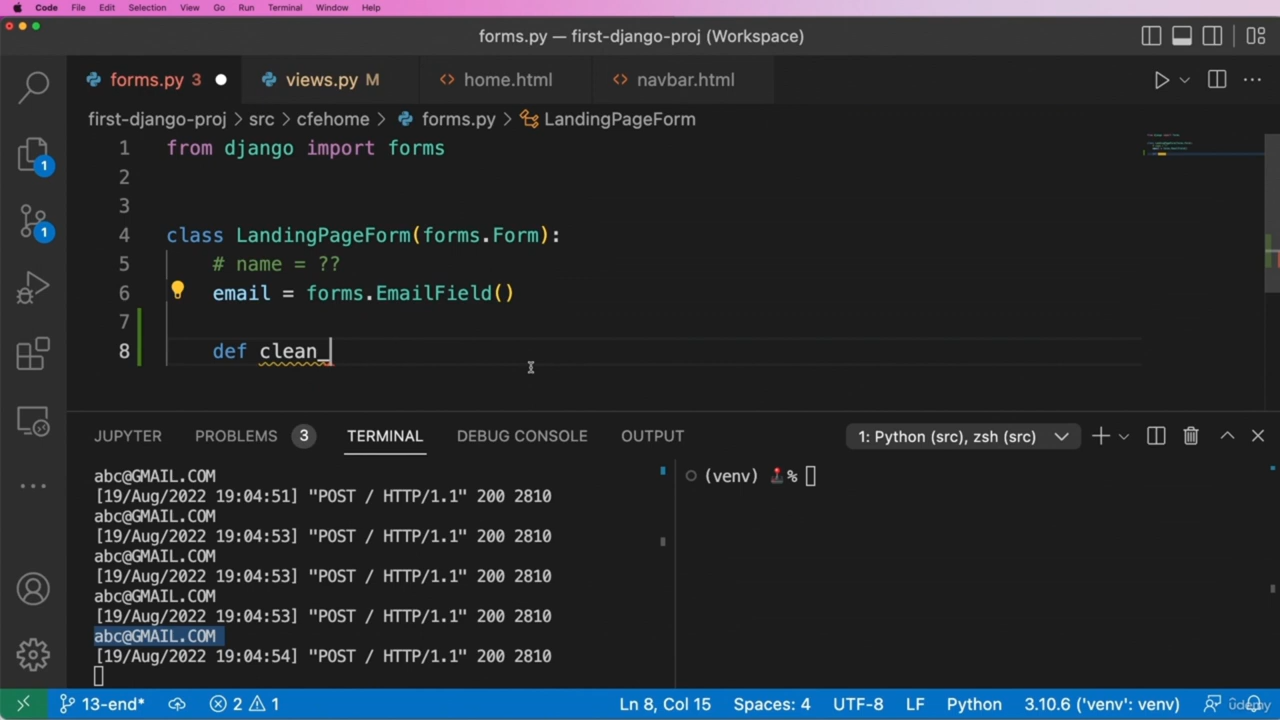 Code File Edit Selection View Go Run Terminal Window Help
forms.py — first-django-proj (Workspace)
forms.py 3 views.py M home.html navbar.html
first-django-proj > src > cfehome > forms.py > LandingPageForm
1 from django import forms
2
3
4 class LandingPageForm(forms.Form):
5 # name = ??
6 email = forms.EmailField()
7
8 def clean_
1
1
JUPYTER PROBLEMS 3 TERMINAL DEBUG CONSOLE OUTPUT 1: Python (src), zsh (src)
abc@GMAIL.COM
[19/Aug/2022 19:04:51] "POST / HTTP/1.1" 200 2810
abc@GMAIL.COM
[19/Aug/2022 19:04:53] "POST / HTTP/1.1" 200 2810
abc@GMAIL.COM
[19/Aug/2022 19:04:53] "POST / HTTP/1.1" 200 2810
abc@GMAIL.COM
[19/Aug/2022 19:04:53] "POST / HTTP/1.1" 200 2810
abc@GMAIL.COM
[19/Aug/2022 19:04:54] "POST / HTTP/1.1" 200 2810
(venv) 🕹️%
13-end* 2 1 Ln 8, Col 15 Spaces: 4 UTF-8 LF Python 3.10.6 ('venv': venv) udemy